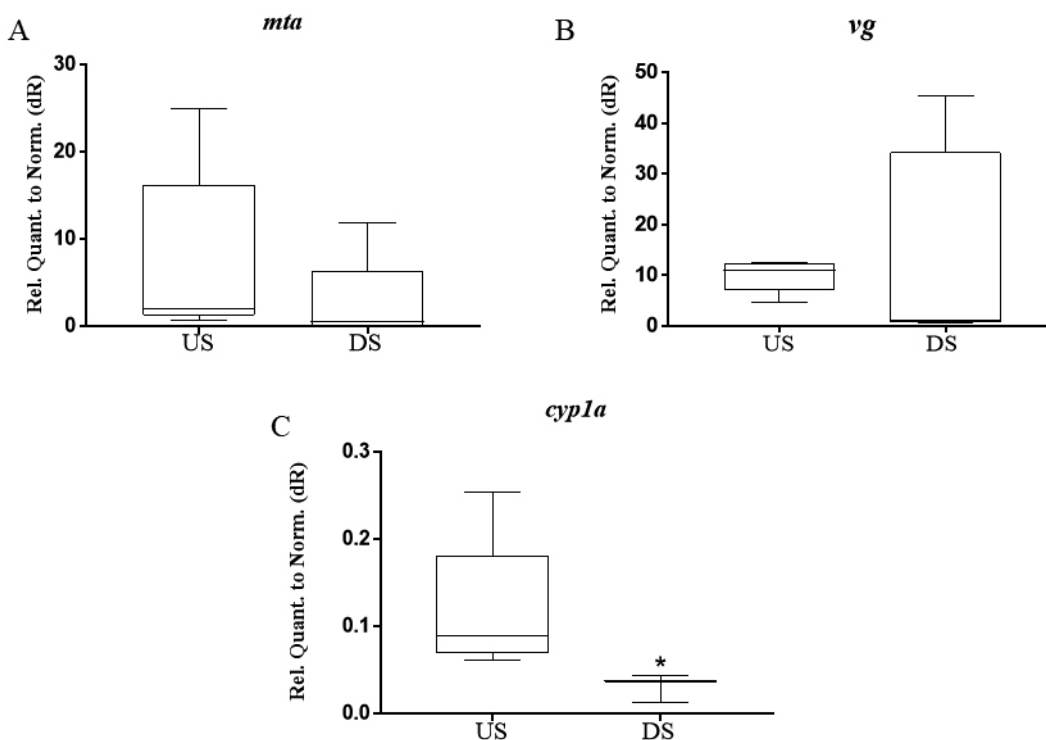 A
mta
Rel. Quant. to Norm. (dR)
30
20
10
0
US
DS
B
vg
Rel. Quant. to Norm. (dR)
50
40
30
20
10
0
US
DS
C
cyp1a
Rel. Quant. to Norm. (dR)
0.3
0.2
0.1
0.0
*
US
DS